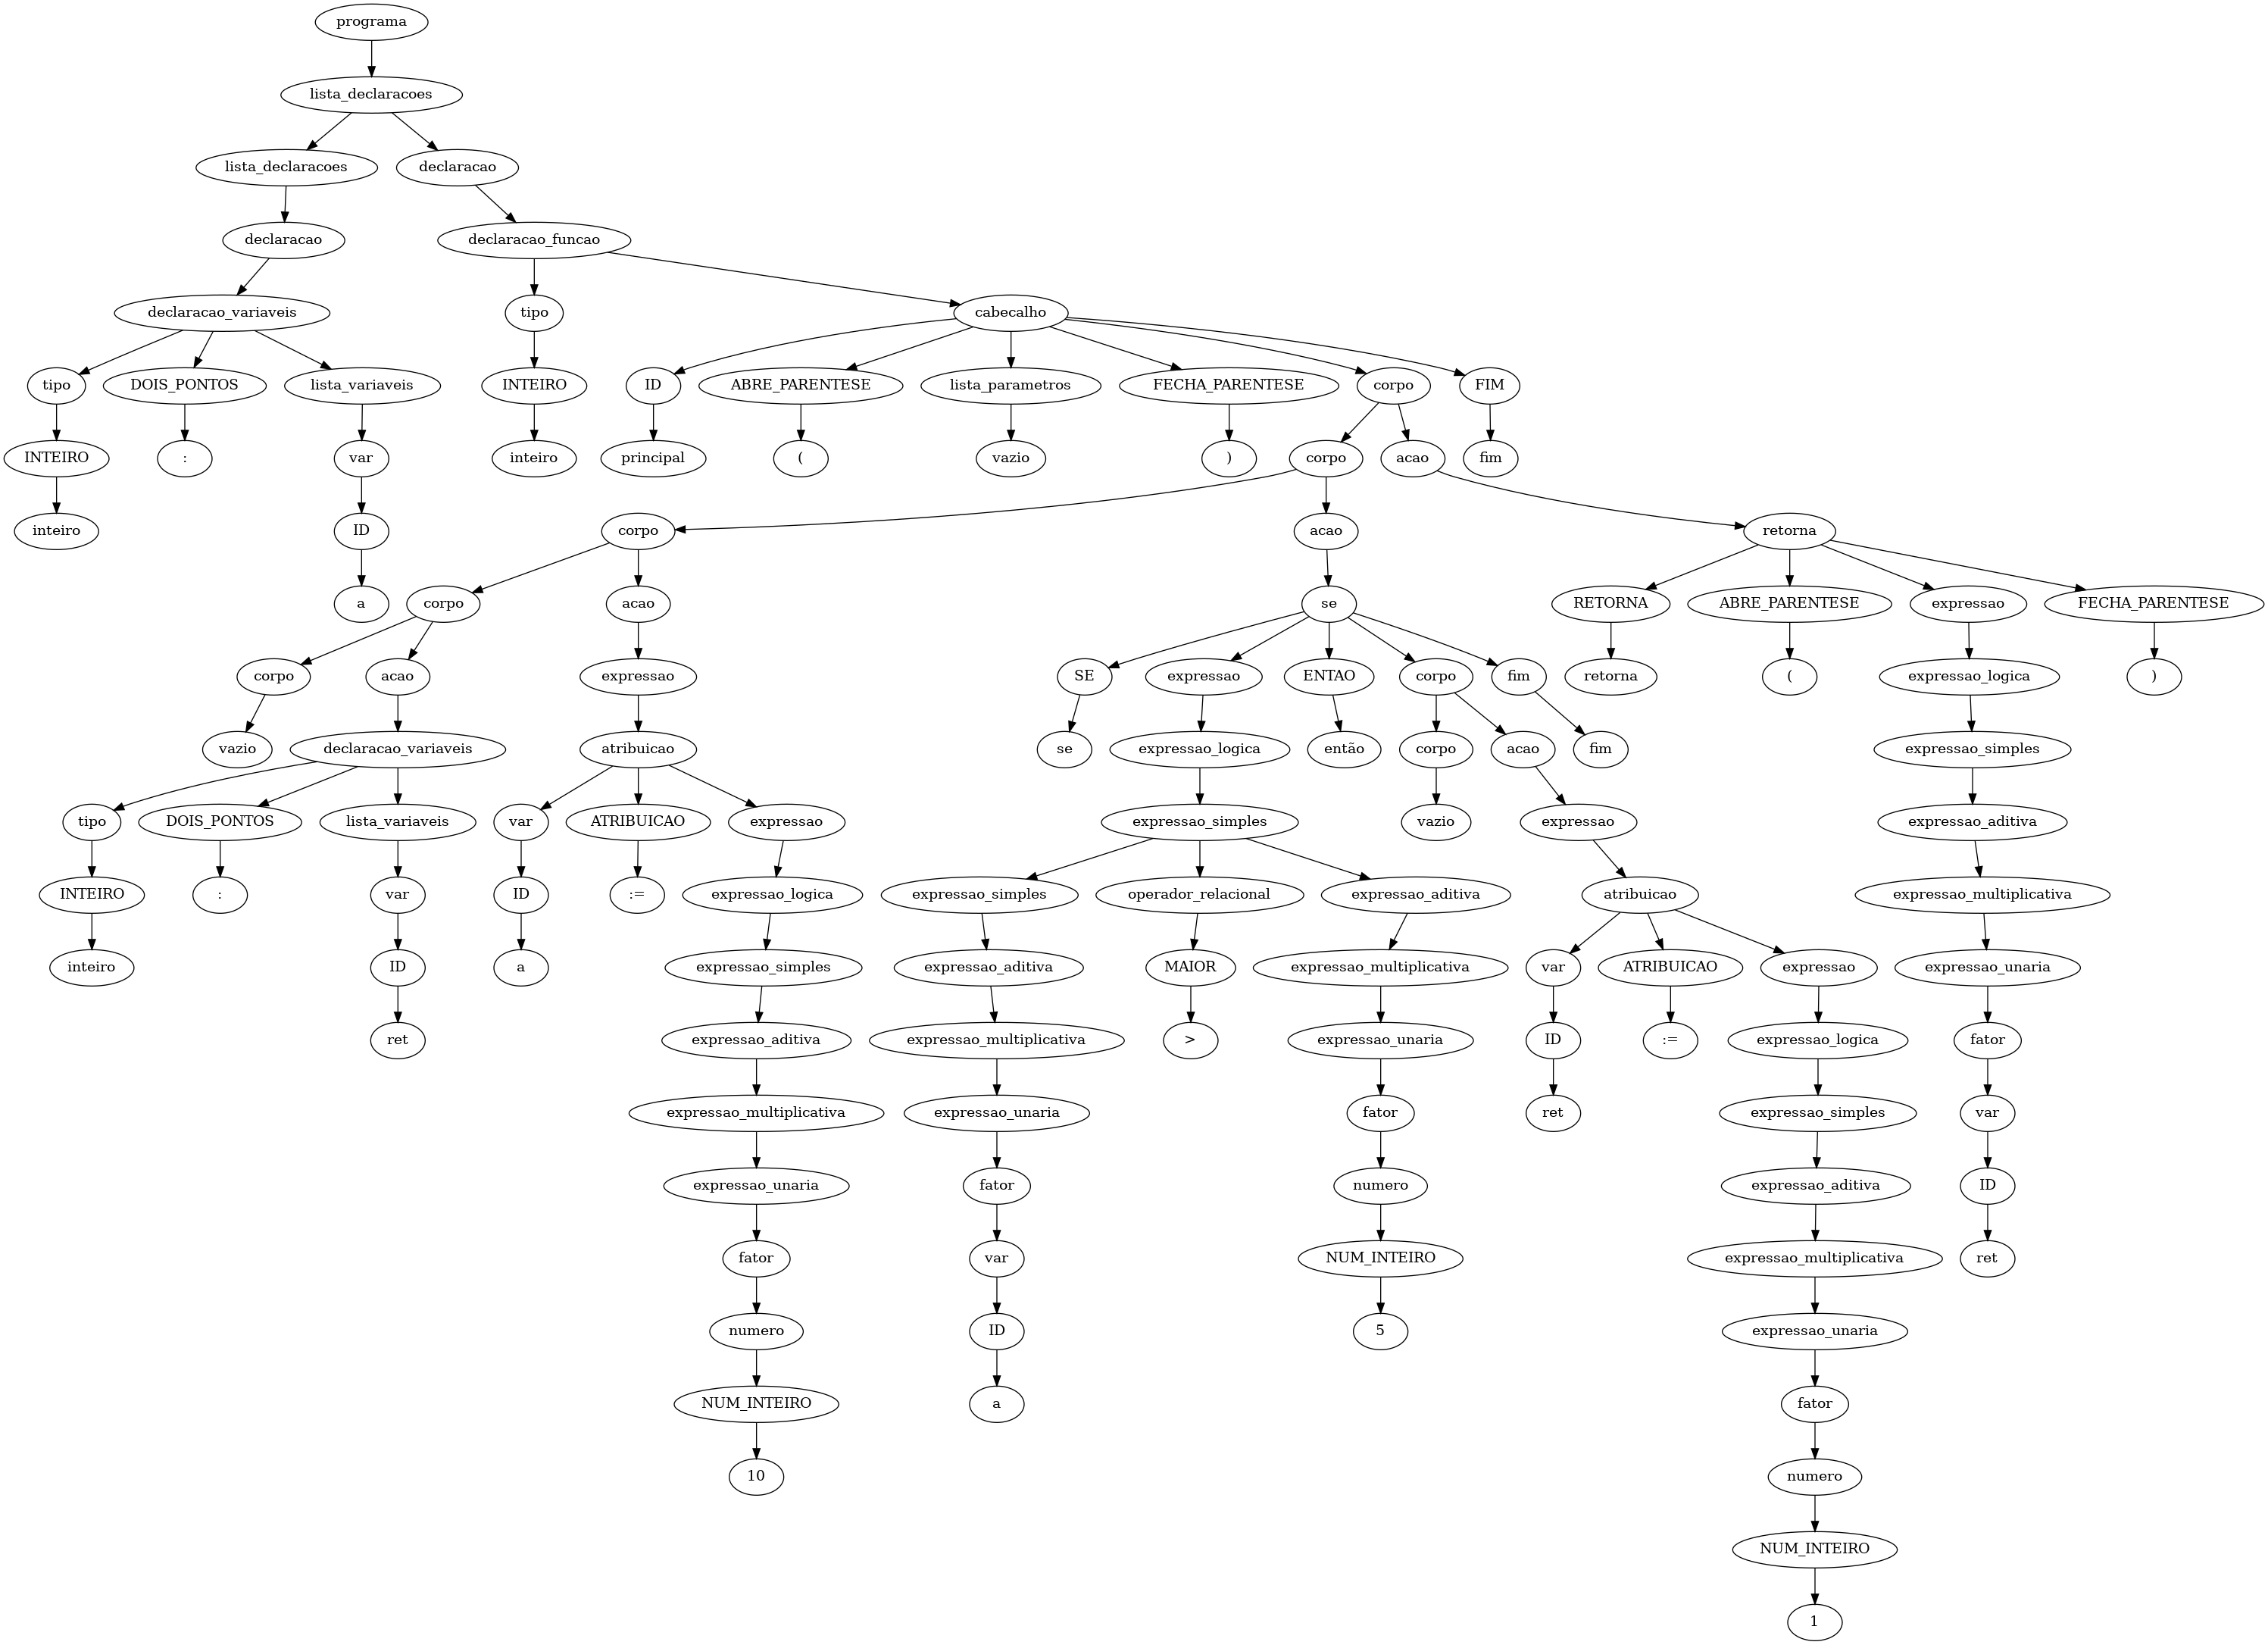 programa
lista_declaracoes
lista_declaracoes declaracao
declaracao declaracao_funcao
declaracao_variaveis tipo cabecalho
tipo DOIS_PONTOS lista_variaveis INTEIRO ID ABRE_PARENTESE lista_parametros FECHA_PARENTESE corpo FIM
INTEIRO : var inteiro principal ( vazio ) corpo acao fim
inteiro ID corpo acao retorna
a corpo acao se RETORNA ABRE_PARENTESE expressao FECHA_PARENTESE
corpo acao expressao SE expressao ENTAO corpo fim retorna ( expressao_logica )
vazio declaracao_variaveis atribuicao se expressao_logica então corpo acao fim expressao_simples
tipo DOIS_PONTOS lista_variaveis var ATRIBUICAO expressao expressao_simples vazio expressao expressao_aditiva
INTEIRO : var ID := expressao_logica expressao_simples operador_relacional expressao_aditiva atribuicao expressao_multiplicativa
inteiro ID a expressao_simples expressao_aditiva MAIOR expressao_multiplicativa var ATRIBUICAO expressao expressao_unaria
ret expressao_aditiva expressao_multiplicativa > expressao_unaria ID := expressao_logica fator
expressao_multiplicativa expressao_unaria fator ret expressao_simples var
expressao_unaria fator numero expressao_aditiva ID
fator var NUM_INTEIRO expressao_multiplicativa ret
numero ID 5 expressao_unaria
NUM_INTEIRO a fator
10 numero
NUM_INTEIRO
1